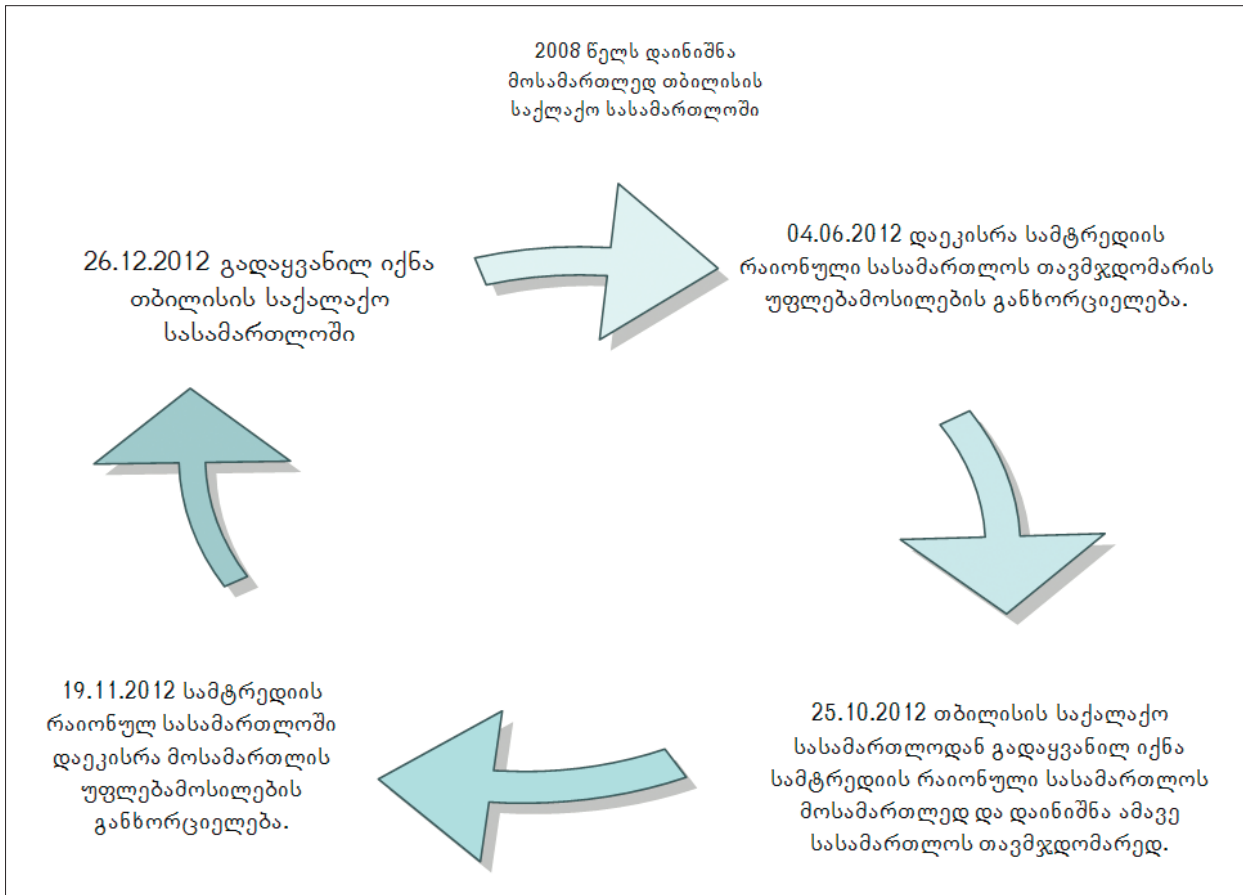 2008 წელს დაინიშნა
მოსამართლედ თბილისის
საქლაქო სასამართლოში
04.06.2012 დაეკისრა სამტრედიის
რაიონული სასამართლოს თავმჯდომარის
უფლებამოსილების განხორციელება.
25.10.2012 თბილისის საქალაქო
სასამართლოდან გადაყვანილ იქნა
სამტრედიის რაიონული სასამართლოს
მოსამართლედ და დაინიშნა ამავე
სასამართლოს თავმჯდომარედ.
19.11.2012 სამტრედიის
რაიონულ სასამართლოში
დაეკისრა მოსამართლის
უფლებამოსილების
განხორციელება.
26.12.2012 გადაყვანილ იქნა
თბილისის საქალაქო
სასამართლოში